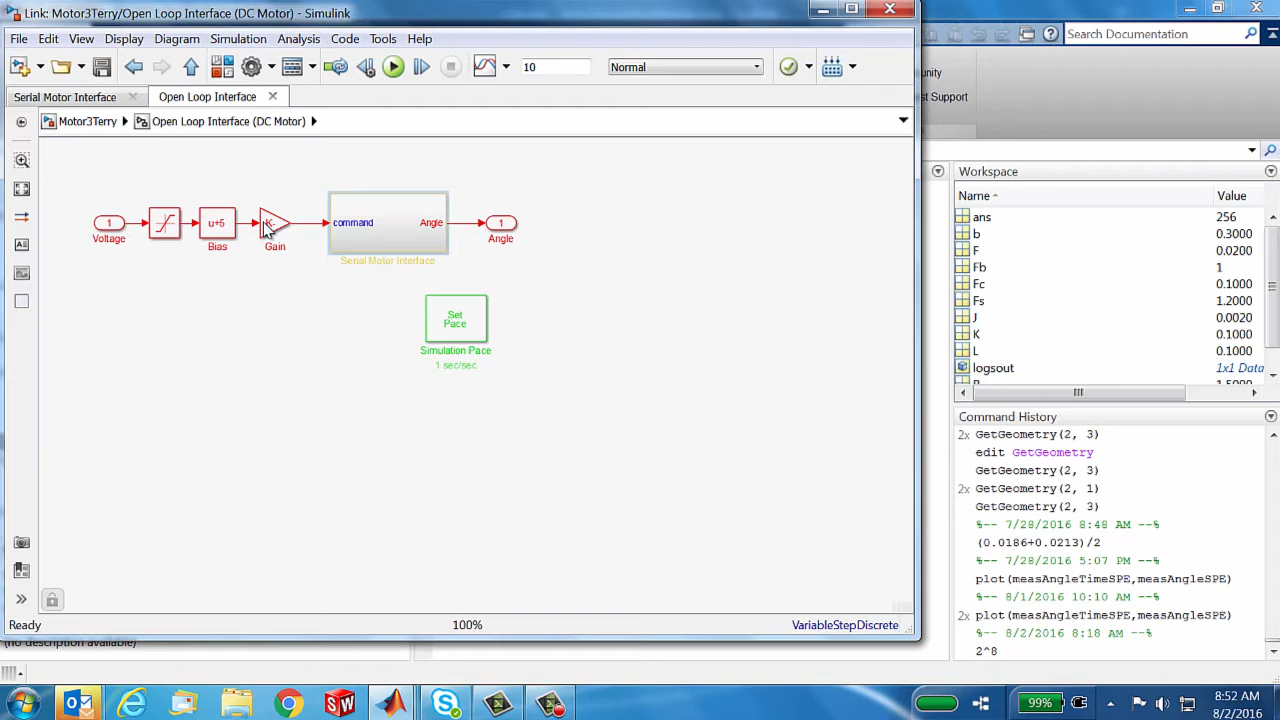 Link: Motor3Terry/Open Loop Interface (DC Motor) - Simulink
File Edit View Display Diagram Simulation Analysis Code Tools Help
Search Documentation
10 Normal
unity
st Support
Serial Motor Interface Open Loop Interface
Motor3Terry Open Loop Interface (DC Motor)
1
Voltage
u+5
Bias
K-
Gain
command Angle
Serial Motor Interface
1
Angle
Set
Pace
Simulation Pace
1 sec/sec
Ready 100% VariableStepDiscrete
(no description available)
Workspace
Name Value
ans 256
b 0.3000
F 0.0200
Fb 1
Fc 0.1000
Fs 1.2000
J 0.0020
K 0.1000
L 0.1000
logsout 1x1 Data
R 1.5000
Command History
2x GetGeometry(2, 3)
edit GetGeometry
GetGeometry(2, 3)
2x GetGeometry(2, 1)
GetGeometry(2, 3)
%-- 7/28/2016 8:48 AM --%
(0.0186+0.0213)/2
%-- 7/28/2016 5:07 PM --%
plot(measAngleTimeSPE,measAngleSPE)
%-- 8/1/2016 10:10 AM --%
2x plot(measAngleTimeSPE,measAngleSPE)
%-- 8/2/2016 8:18 AM --%
2^8
SW
99%
8:52 AM
8/2/2016